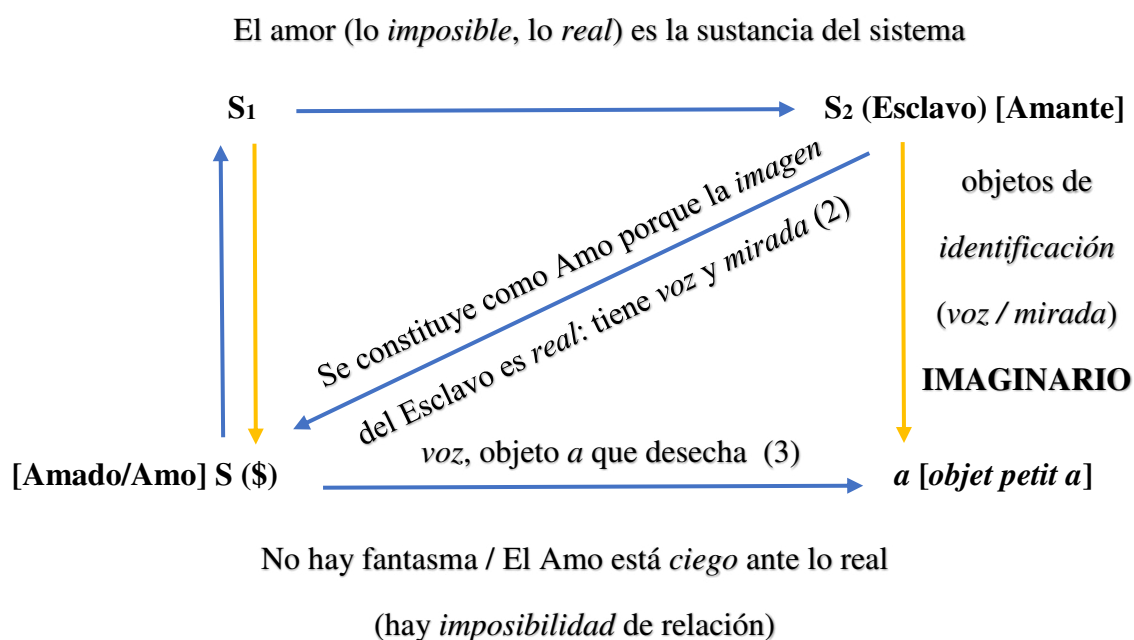 El amor (lo imposible, lo real) es la sustancia del sistema
S1
S2 (Esclavo) [Amante]
objetos de
identificación
(voz / mirada)
IMAGINARIO
Se constituye como Amo porque la imagen
del Esclavo es real: tiene voz y mirada (2)
voz, objeto a que desecha (3)
[Amado/Amo] S ($)
a [objet petit a]
No hay fantasma / El Amo está ciego ante lo real
(hay imposibilidad de relación)